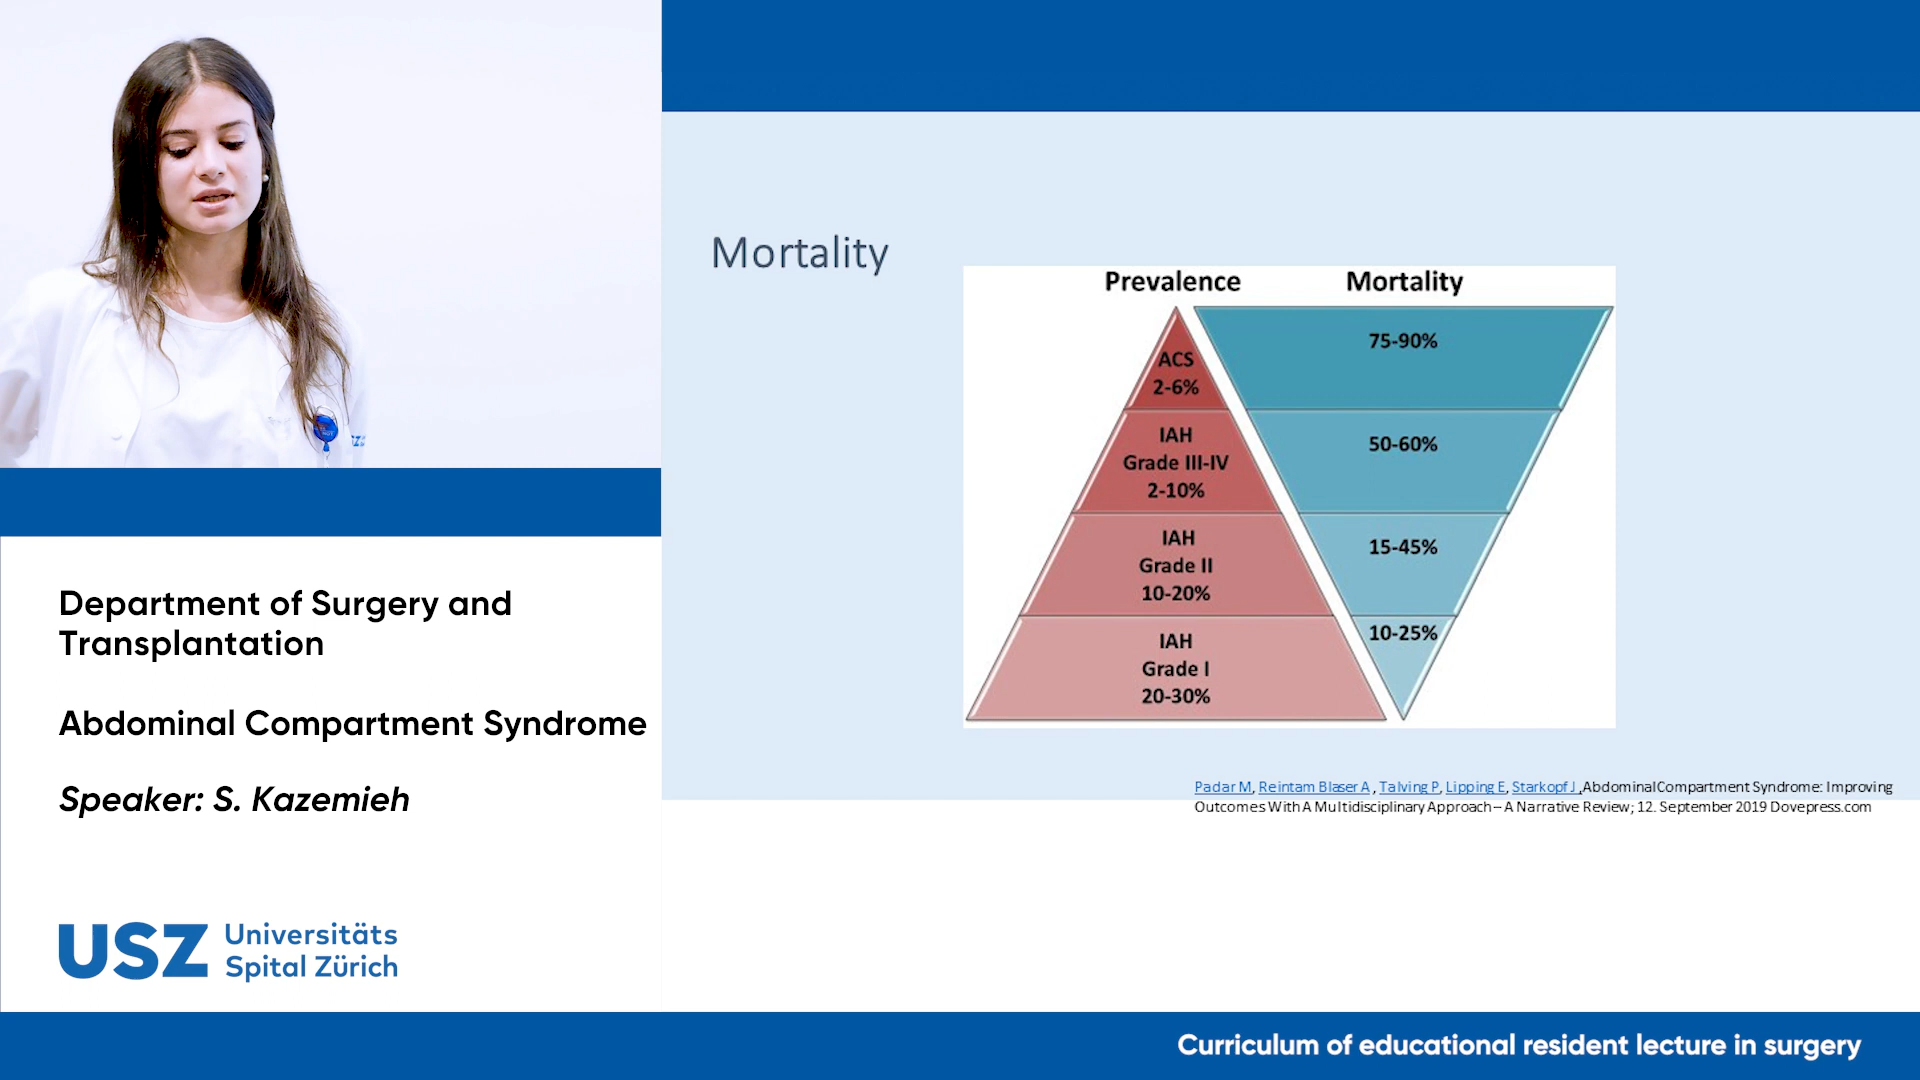 Department of Surgery and
Transplantation
Abdominal Compartment Syndrome
Speaker: S. Kazemieh
USZ Universitäts
Spital Zürich
Mortality
Prevalence
Mortality
ACS
2-6%
75-90%
IAH
Grade III-IV
2-10%
50-60%
IAH
Grade II
10-20%
15-45%
IAH
Grade I
20-30%
10-25%
Padar M, Reintam Blaser A , Talving P, Lipping E, Starkopf J ,Abdominal Compartment Syndrome: Improving
Outcomes With A Multidisciplinary Approach – A Narrative Review; 12. September 2019 Dovepress.com
Curriculum of educational resident lecture in surgery